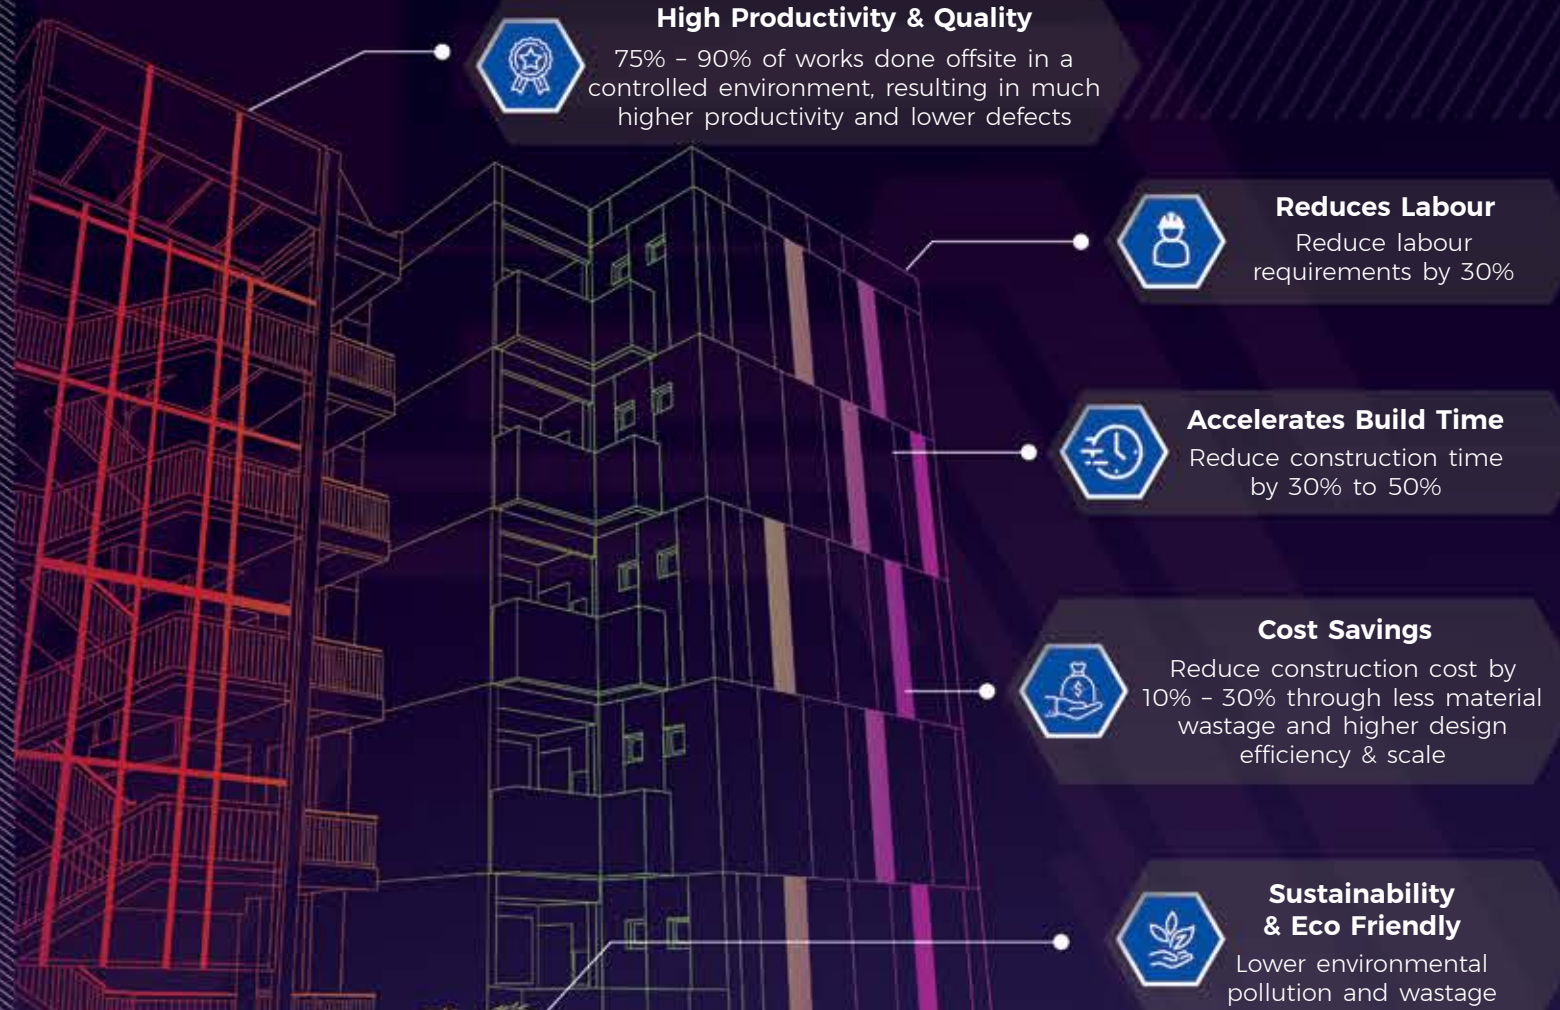 High Productivity & Quality
75% – 90% of works done offsite in a
controlled environment, resulting in much
higher productivity and lower defects
Reduces Labour
Reduce labour
requirements by 30%
Accelerates Build Time
Reduce construction time
by 30% to 50%
Cost Savings
Reduce construction cost by
10% – 30% through less material
wastage and higher design
efficiency & scale
Sustainability
& Eco Friendly
Lower environmental
pollution and wastage